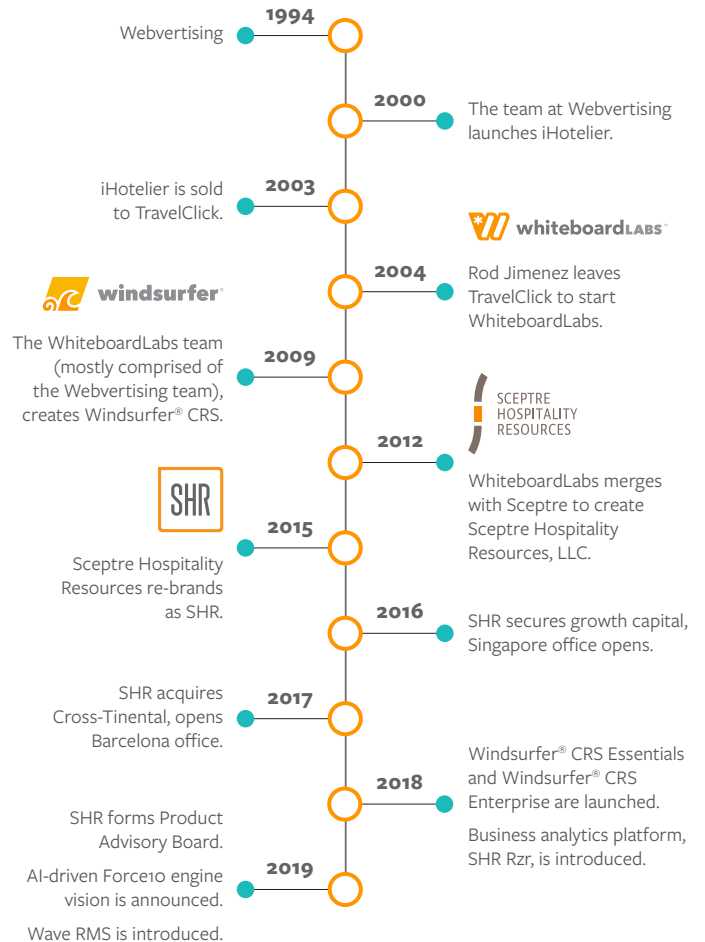 1994
Webvertising
2000
The team at Webvertising
launches iHotelier.
2003
iHotelier is sold
to TravelClick.
whiteboardLABS™
2004
Rod Jimenez leaves
TravelClick to start
WhiteboardLabs.
windsurfer®
2009
The WhiteboardLabs team
(mostly comprised of
the Webvertising team),
creates Windsurfer® CRS.
SCEPTRE
HOSPITALITY
RESOURCES
2012
WhiteboardLabs merges
with Sceptre to create
Sceptre Hospitality
Resources, LLC.
SHR
2015
Sceptre Hospitality
Resources re-brands
as SHR.
2016
SHR secures growth capital,
Singapore office opens.
2017
SHR acquires
Cross-Tinental, opens
Barcelona office.
2018
Windsurfer® CRS Essentials
and Windsurfer® CRS
Enterprise are launched.
Business analytics platform,
SHR Rzr, is introduced.
2019
SHR forms Product
Advisory Board.
AI-driven Force10 engine
vision is announced.
Wave RMS is introduced.